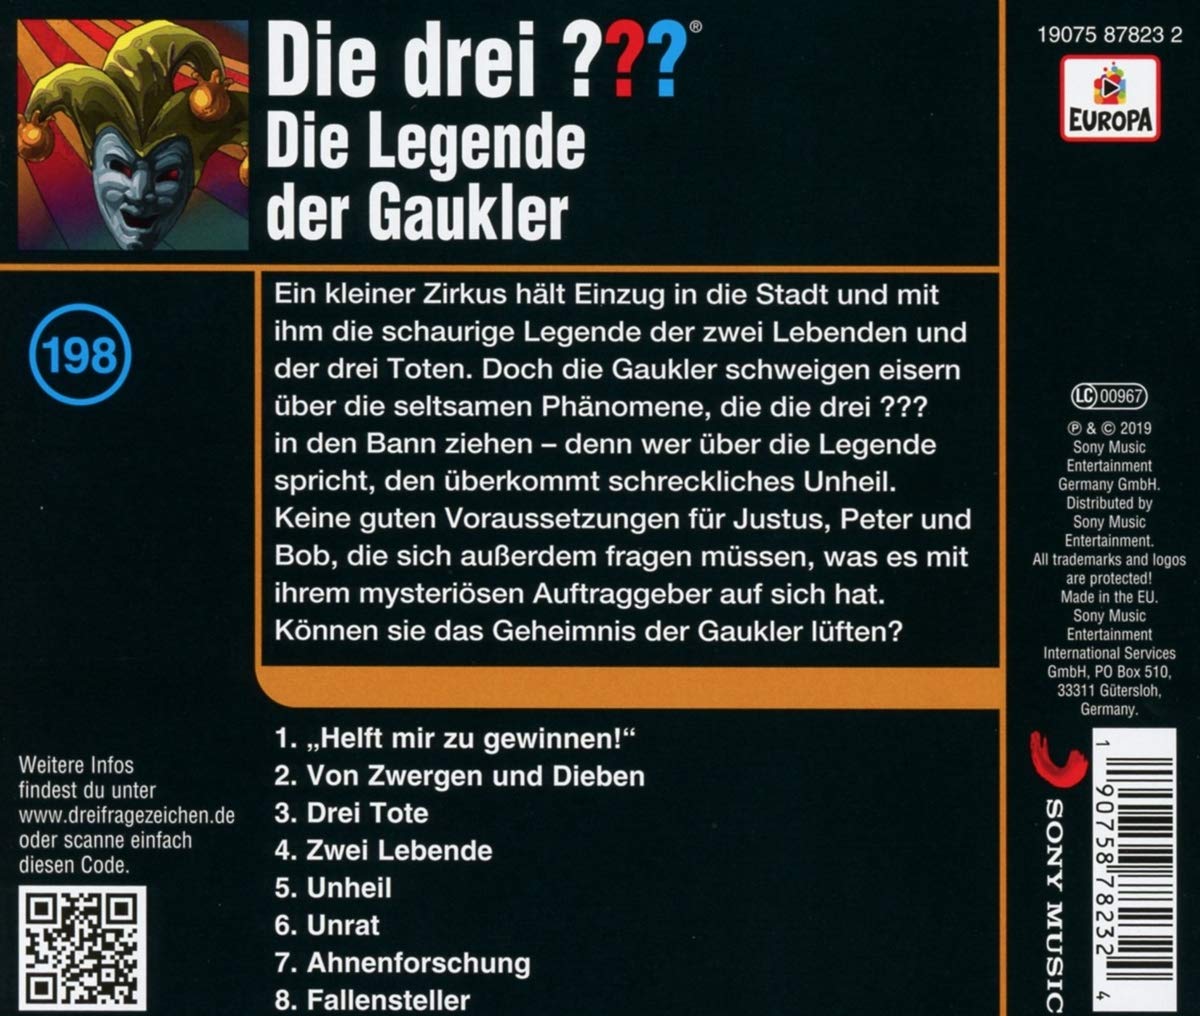 Die drei ???®
Die Legende
der Gaukler
198
Ein kleiner Zirkus hält Einzug in die Stadt und mit
ihm die schaurige Legende der zwei Lebenden und
der drei Toten. Doch die Gaukler schweigen eisern
über die seltsamen Phänomene, die die drei ???
in den Bann ziehen – denn wer über die Legende
spricht, den überkommt schreckliches Unheil.
Keine guten Voraussetzungen für Justus, Peter und
Bob, die sich außerdem fragen müssen, was es mit
ihrem mysteriösen Auftraggeber auf sich hat.
Können sie das Geheimnis der Gaukler lüften?
1. „Helft mir zu gewinnen!“
2. Von Zwergen und Dieben
3. Drei Tote
4. Zwei Lebende
5. Unheil
6. Unrat
7. Ahnenforschung
8. Fallensteller
Weitere Infos
findest du unter
www.dreifragezeichen.de
oder scanne einfach
diesen Code.
19075 87823 2
EUROPA
LC 00967
℗ & © 2019
Sony Music
Entertainment
Germany GmbH.
Distributed by
Sony Music
Entertainment.
All trademarks and logos
are protected!
Made in the EU.
Sony Music
Entertainment
International Services
GmbH, PO Box 510,
33311 Gütersloh,
Germany.
SONY MUSIC
1 90758 78232 4